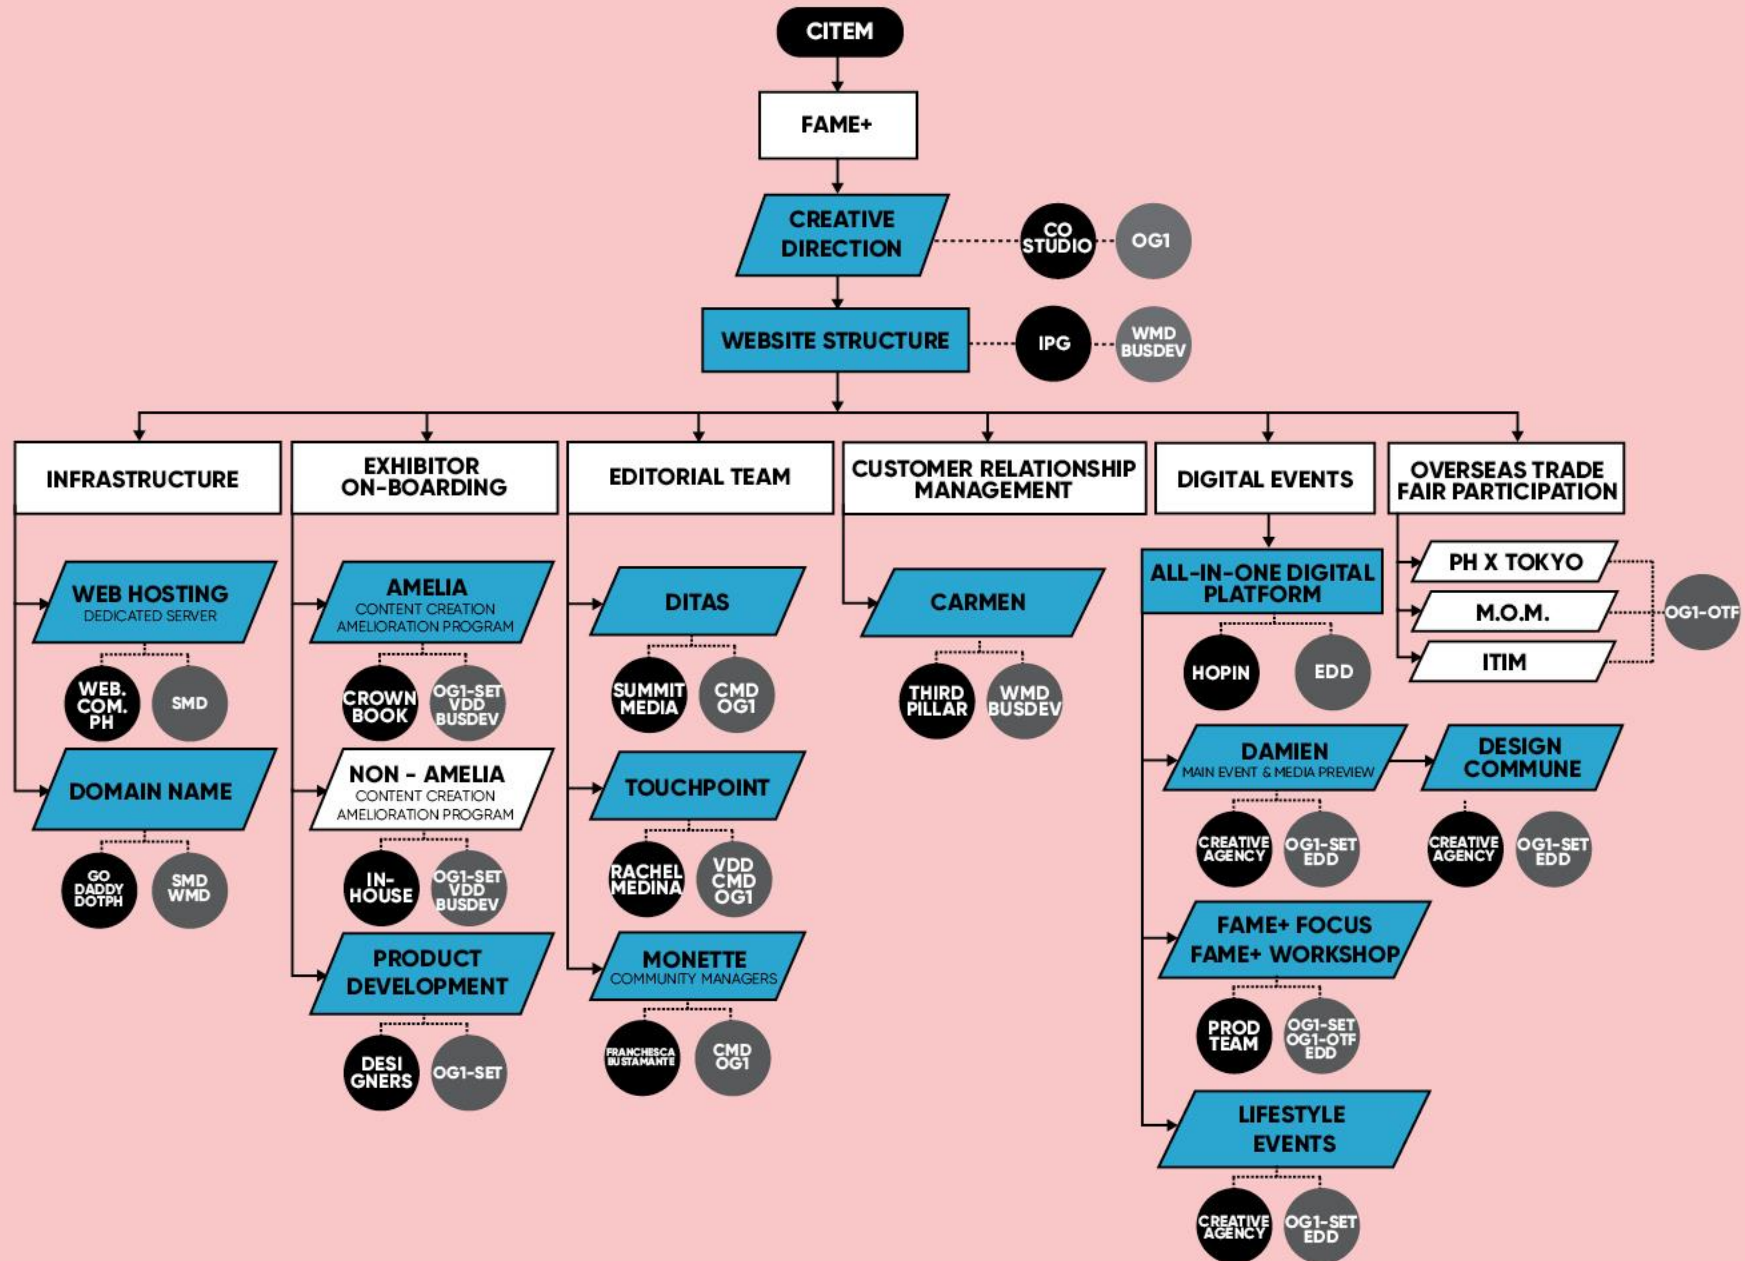 CITEM
FAME+
CREATIVE
DIRECTION
CO
STUDIO
OG1
WEBSITE STRUCTURE
IPG
WMD
BUSDEV
INFRASTRUCTURE
EXHIBITOR
ON-BOARDING
EDITORIAL TEAM
CUSTOMER RELATIONSHIP
MANAGEMENT
DIGITAL EVENTS
OVERSEAS TRADE
FAIR PARTICIPATION
WEB HOSTING
DEDICATED SERVER
WEB.
COM.
PH
SMD
DOMAIN NAME
GO
DADDY
DOTPH
SMD
WMD
AMELIA
CONTENT CREATION
AMELIORATION PROGRAM
CROWN
BOOK
OG1-SET
VDD
BUSDEV
NON - AMELIA
CONTENT CREATION
AMELIORATION PROGRAM
IN-
HOUSE
OG1-SET
VDD
BUSDEV
PRODUCT
DEVELOPMENT
DESI
GNERS
OG1-SET
DITAS
SUMMIT
MEDIA
CMD
OG1
TOUCHPOINT
RACHEL
MEDINA
VDD
CMD
OG1
MONETTE
COMMUNITY MANAGERS
FRANCHESCA
BUSTAMANTE
CMD
OG1
CARMEN
THIRD
PILLAR
WMD
BUSDEV
ALL-IN-ONE DIGITAL
PLATFORM
HOPIN
EDD
DAMIEN
MAIN EVENT & MEDIA PREVIEW
CREATIVE
AGENCY
OG1-SET
EDD
DESIGN
COMMUNE
CREATIVE
AGENCY
OG1-SET
EDD
FAME+ FOCUS
FAME+ WORKSHOP
PROD
TEAM
OG1-SET
OG1-OTF
EDD
LIFESTYLE
EVENTS
CREATIVE
AGENCY
OG1-SET
EDD
PH X TOKYO
M.O.M.
ITIM
OG1-OTF